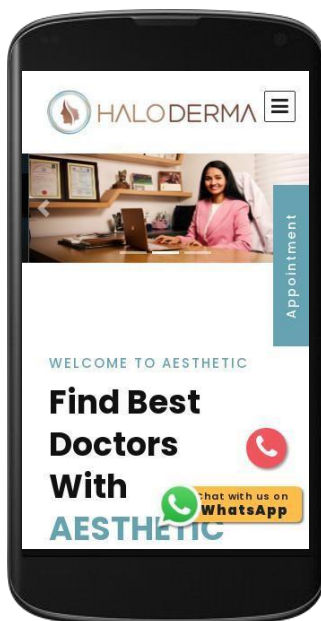 HALODERMA
Appointment
WELCOME TO AESTHETIC
Find Best
Doctors
With
AESTHETIC
Chat with us on
WhatsApp